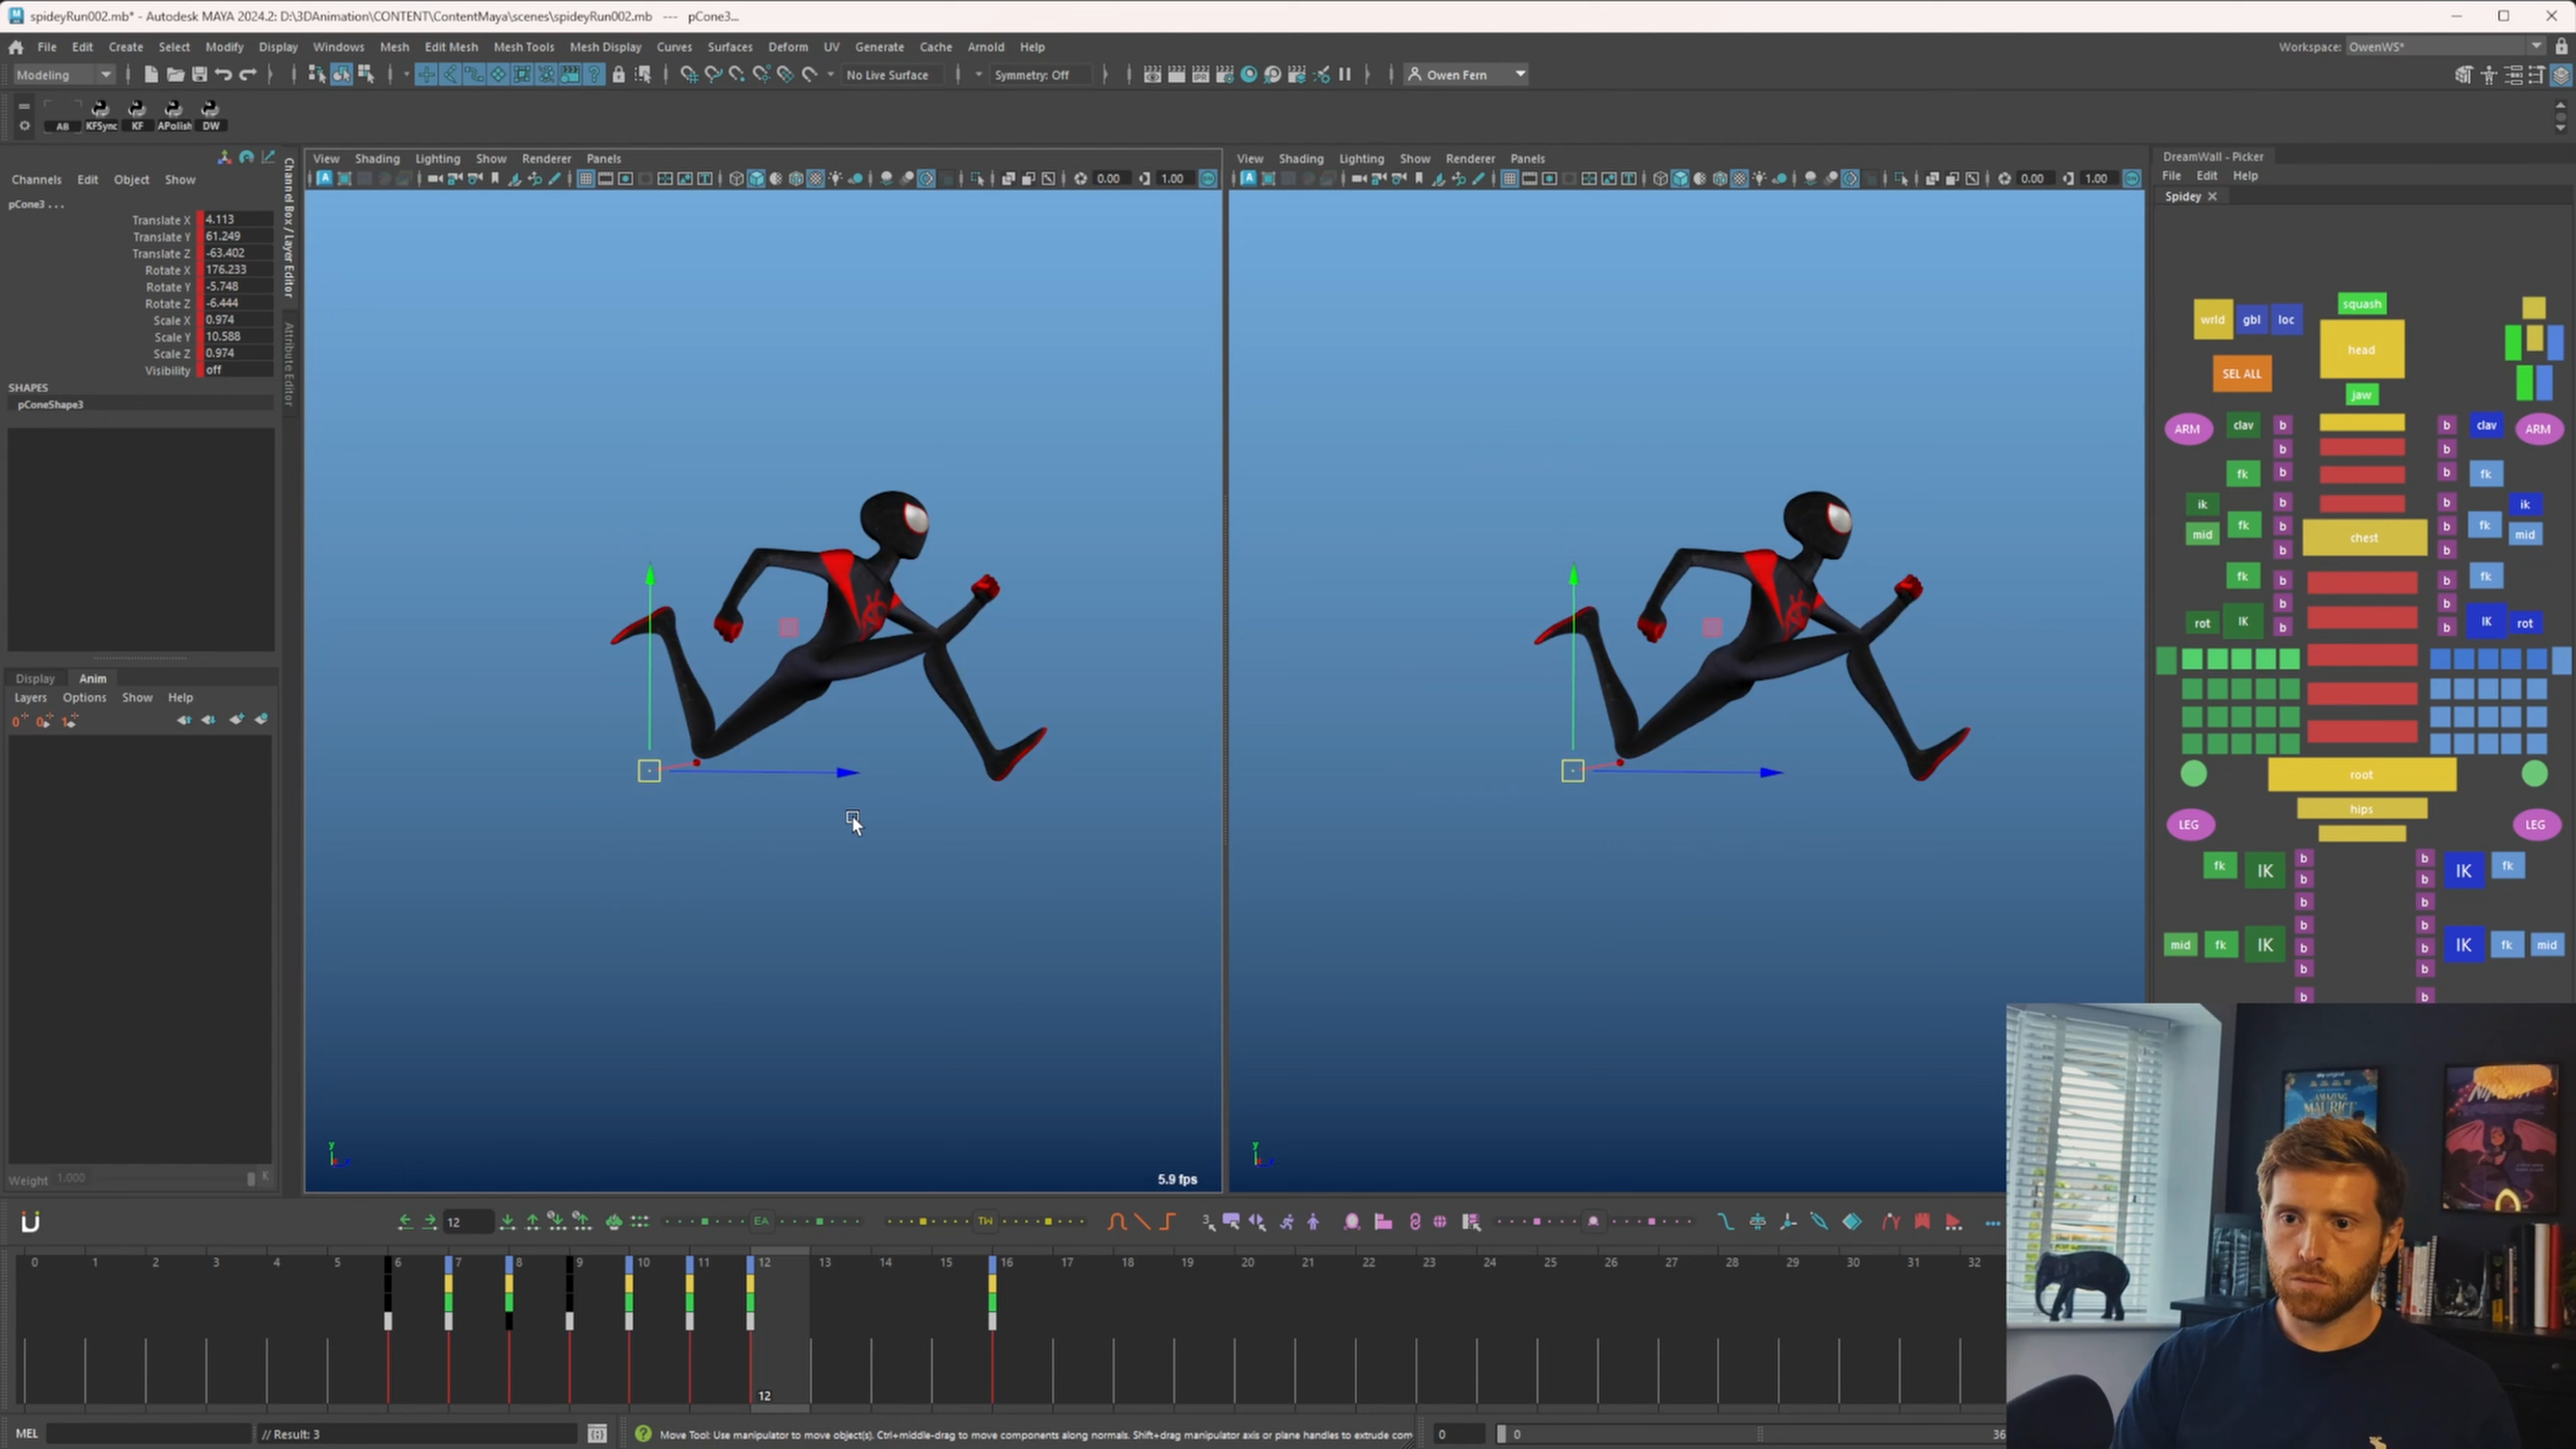 spideyRun002.mb* - Autodesk MAYA 2024.2: D:\3DAnimation\CONTENT\ContentMaya\scenes\spideyRun002.mb --- pCone3...
File Edit Create Select Modify Display Windows Mesh Edit Mesh Mesh Tools Mesh Display Curves Surfaces Deform UV Generate Cache Arnold Help
Workspace: OwenWS*
Modeling
No Live Surface
Symmetry: Off
Owen Fern
AB KFSync KF APolish DW
Channels Edit Object Show
pCone3 . . .
Translate X 4.113
Translate Y 61.249
Translate Z -63.402
Rotate X 176.233
Rotate Y -5.748
Rotate Z -6.444
Scale X 0.974
Scale Y 10.588
Scale Z 0.974
Visibility off
SHAPES
pConeShape3
Channel Box / Layer Editor
Attribute Editor
Display Anim
Layers Options Show Help
Weight 1.000 K
View Shading Lighting Show Renderer Panels
0.00 1.00
5.9 fps
View Shading Lighting Show Renderer Panels
0.00 1.00
DreamWall - Picker
File Edit Help
Spidey
squash
wrld gbl loc
head
SEL ALL
jaw
ARM clav b b clav ARM
b b
fk b b fk
ik b b ik
mid fk b chest b fk mid
b b
fk b b fk
b b
rot IK b b IK rot
root
hips
LEG LEG
fk IK b b IK fk
b b
b b
b b
mid fk IK b b IK fk mid
b b
b b
12 EA TW
0 1 2 3 4 5 6 7 8 9 10 11 12 13 14 15 16 17 18 19 20 21 22 23 24 25 26 27 28 29 30 31 32
12
MEL
// Result: 3
Move Tool: Use manipulator to move object(s). Ctrl+middle-drag to move components along normals. Shift+drag manipulator axis or plane handles to extrude com
0 0 36
AMAZING
MAURICE
NIMONA